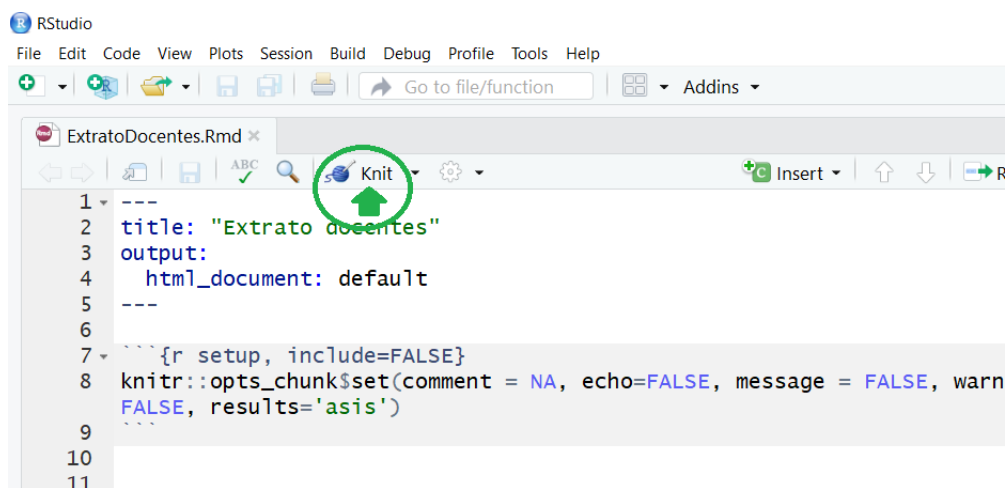 RStudio
File Edit Code View Plots Session Build Debug Profile Tools Help
Go to file/function Addins
ExtratoDocentes.Rmd
ABC Knit Insert R
1 ---
2 title: "Extrato docentes"
3 output:
4   html_document: default
5 ---
6
7 ```{r setup, include=FALSE}
8 knitr::opts_chunk$set(comment = NA, echo=FALSE, message = FALSE, warn
FALSE, results='asis')
9 ```
10
11